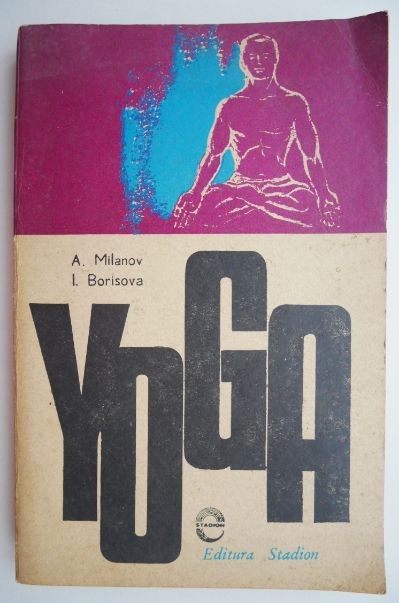 A. Milanov
I. Borisova
YOGA
STADION
Editura Stadion